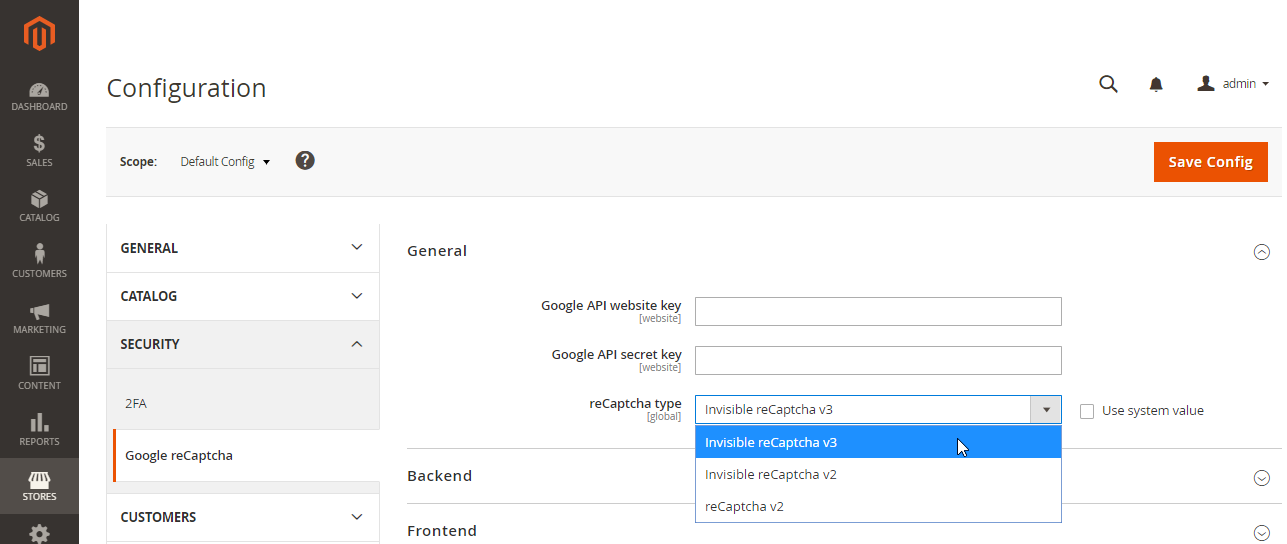 Configuration
admin
Scope: Default Config ?
Save Config
DASHBOARD
$
SALES
CATALOG
CUSTOMERS
MARKETING
CONTENT
REPORTS
STORES
GENERAL
CATALOG
SECURITY
2FA
Google reCaptcha
CUSTOMERS
General
Google API website key
[website]
Google API secret key
[website]
reCaptcha type
[global]
Invisible reCaptcha v3
Use system value
Invisible reCaptcha v3
Invisible reCaptcha v2
reCaptcha v2
Backend
Frontend